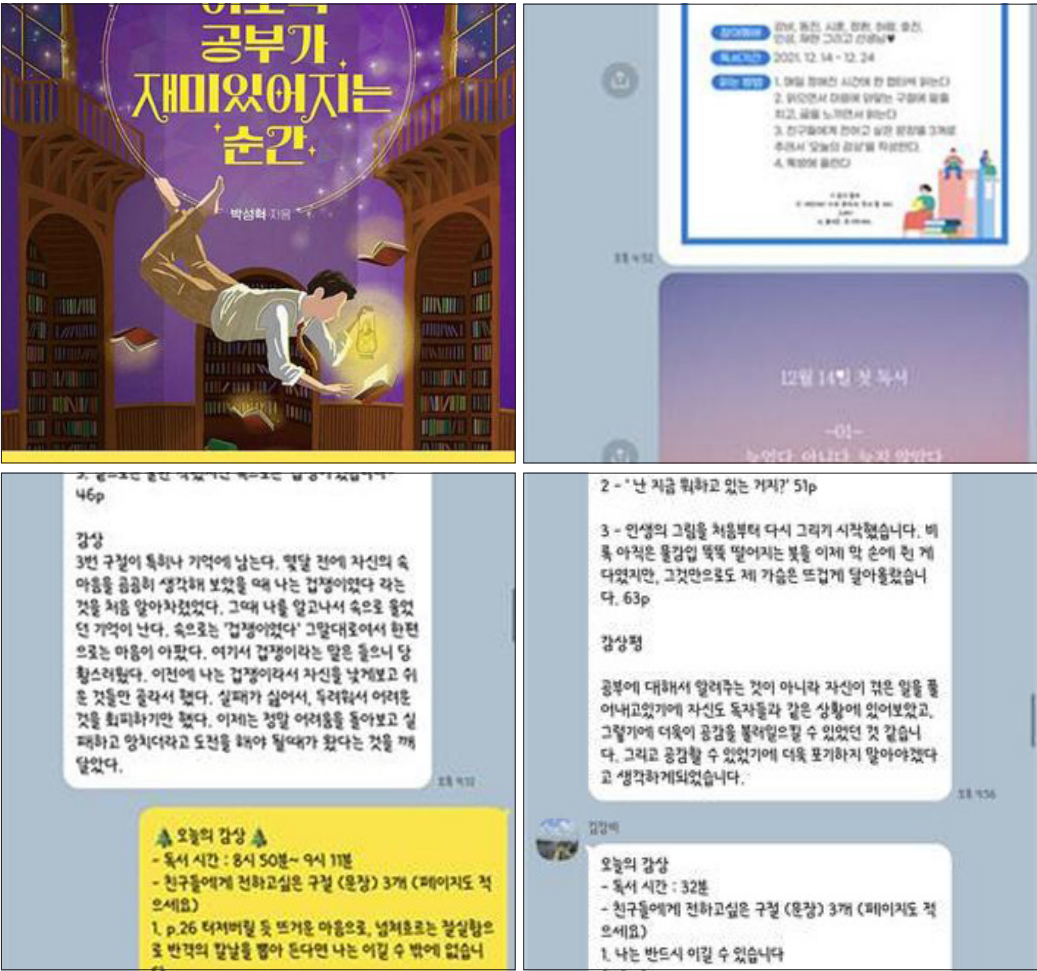 공부가
재미있어지는
순간
박성혁 지음
독서기간 2021. 12. 14 ~ 12. 24
읽는 방법 1. 매일 정해진 시간에 한 챕터씩 읽는다
2. 읽으면서 마음에 와닿는 구절에 밑줄
치고, 글을 느끼면서 읽는다
3. 친구들에게 전하고 싶은 문장을 3개로
추려서 '오늘의 감상'을 작성한다.
4. 톡방에 올린다
오후 4:52
12월 14일 첫 독서
-01-
늦었다. 아니다. 늦지 않았다
46p
감상
3번 구절이 특히나 기억에 남는다. 몇달 전에 자신의 속
마음을 곰곰히 생각해 보았을 때 나는 겁쟁이였다 라는
것을 처음 알아차렸었다. 그때 나를 알고나서 속으로 울었
던 기억이 난다. 속으로는 '겁쟁이였다' 그말대로여서 한편
으로는 마음이 아팠다. 여기서 겁쟁이라는 말은 들으니 당
황스러웠다. 이전에 나는 겁쟁이라서 자신을 낮게보고 쉬
운 것들만 골라서 했다. 실패가 싫어서, 두려워서 어려운
것을 회피하기만 했다. 이제는 정말 어려움을 돌아보고 실
패하고 망치더라고 도전을 해야 될때가 왔다는 것을 깨
달았다.
오후 9:12
오늘의 감상
- 독서 시간 : 8시 50분~ 9시 11분
- 친구들에게 전하고싶은 구절 (문장) 3개 (페이지도 적
으세요)
1. p.26 터져버릴 듯 뜨거운 마음으로, 넘쳐흐르는 절실함으
로 반격의 칼날을 뽑아 든다면 나는 이길 수 밖에 없습니
2 - ' 난 지금 뭐하고 있는 거지?' 51p
3 - 인생의 그림을 처음부터 다시 그리기 시작했습니다. 비
록 아직은 물감입 뚝뚝 떨어지는 붓을 이제 막 손에 쥔 게
다였지만, 그것만으로도 제 가슴은 뜨겁게 달아올랐습니
다. 63p
감상평
공부에 대해서 알려주는 것이 아니라 자신이 겪은 일을 풀
어내고있기에 자신도 독자들과 같은 상황에 있어보았고,
그렇기에 더욱이 공감을 불러일으킬 수 있었던 것 같습니
다. 그리고 공감할 수 있었기에 더욱 포기하지 말아야겠다
고 생각하게되었습니다.
오후 9:56
오늘의 감상
- 독서 시간 : 32분
- 친구들에게 전하고싶은 구절 (문장) 3개 (페이지도 적
으세요)
1. 나는 반드시 이길 수 있습니다